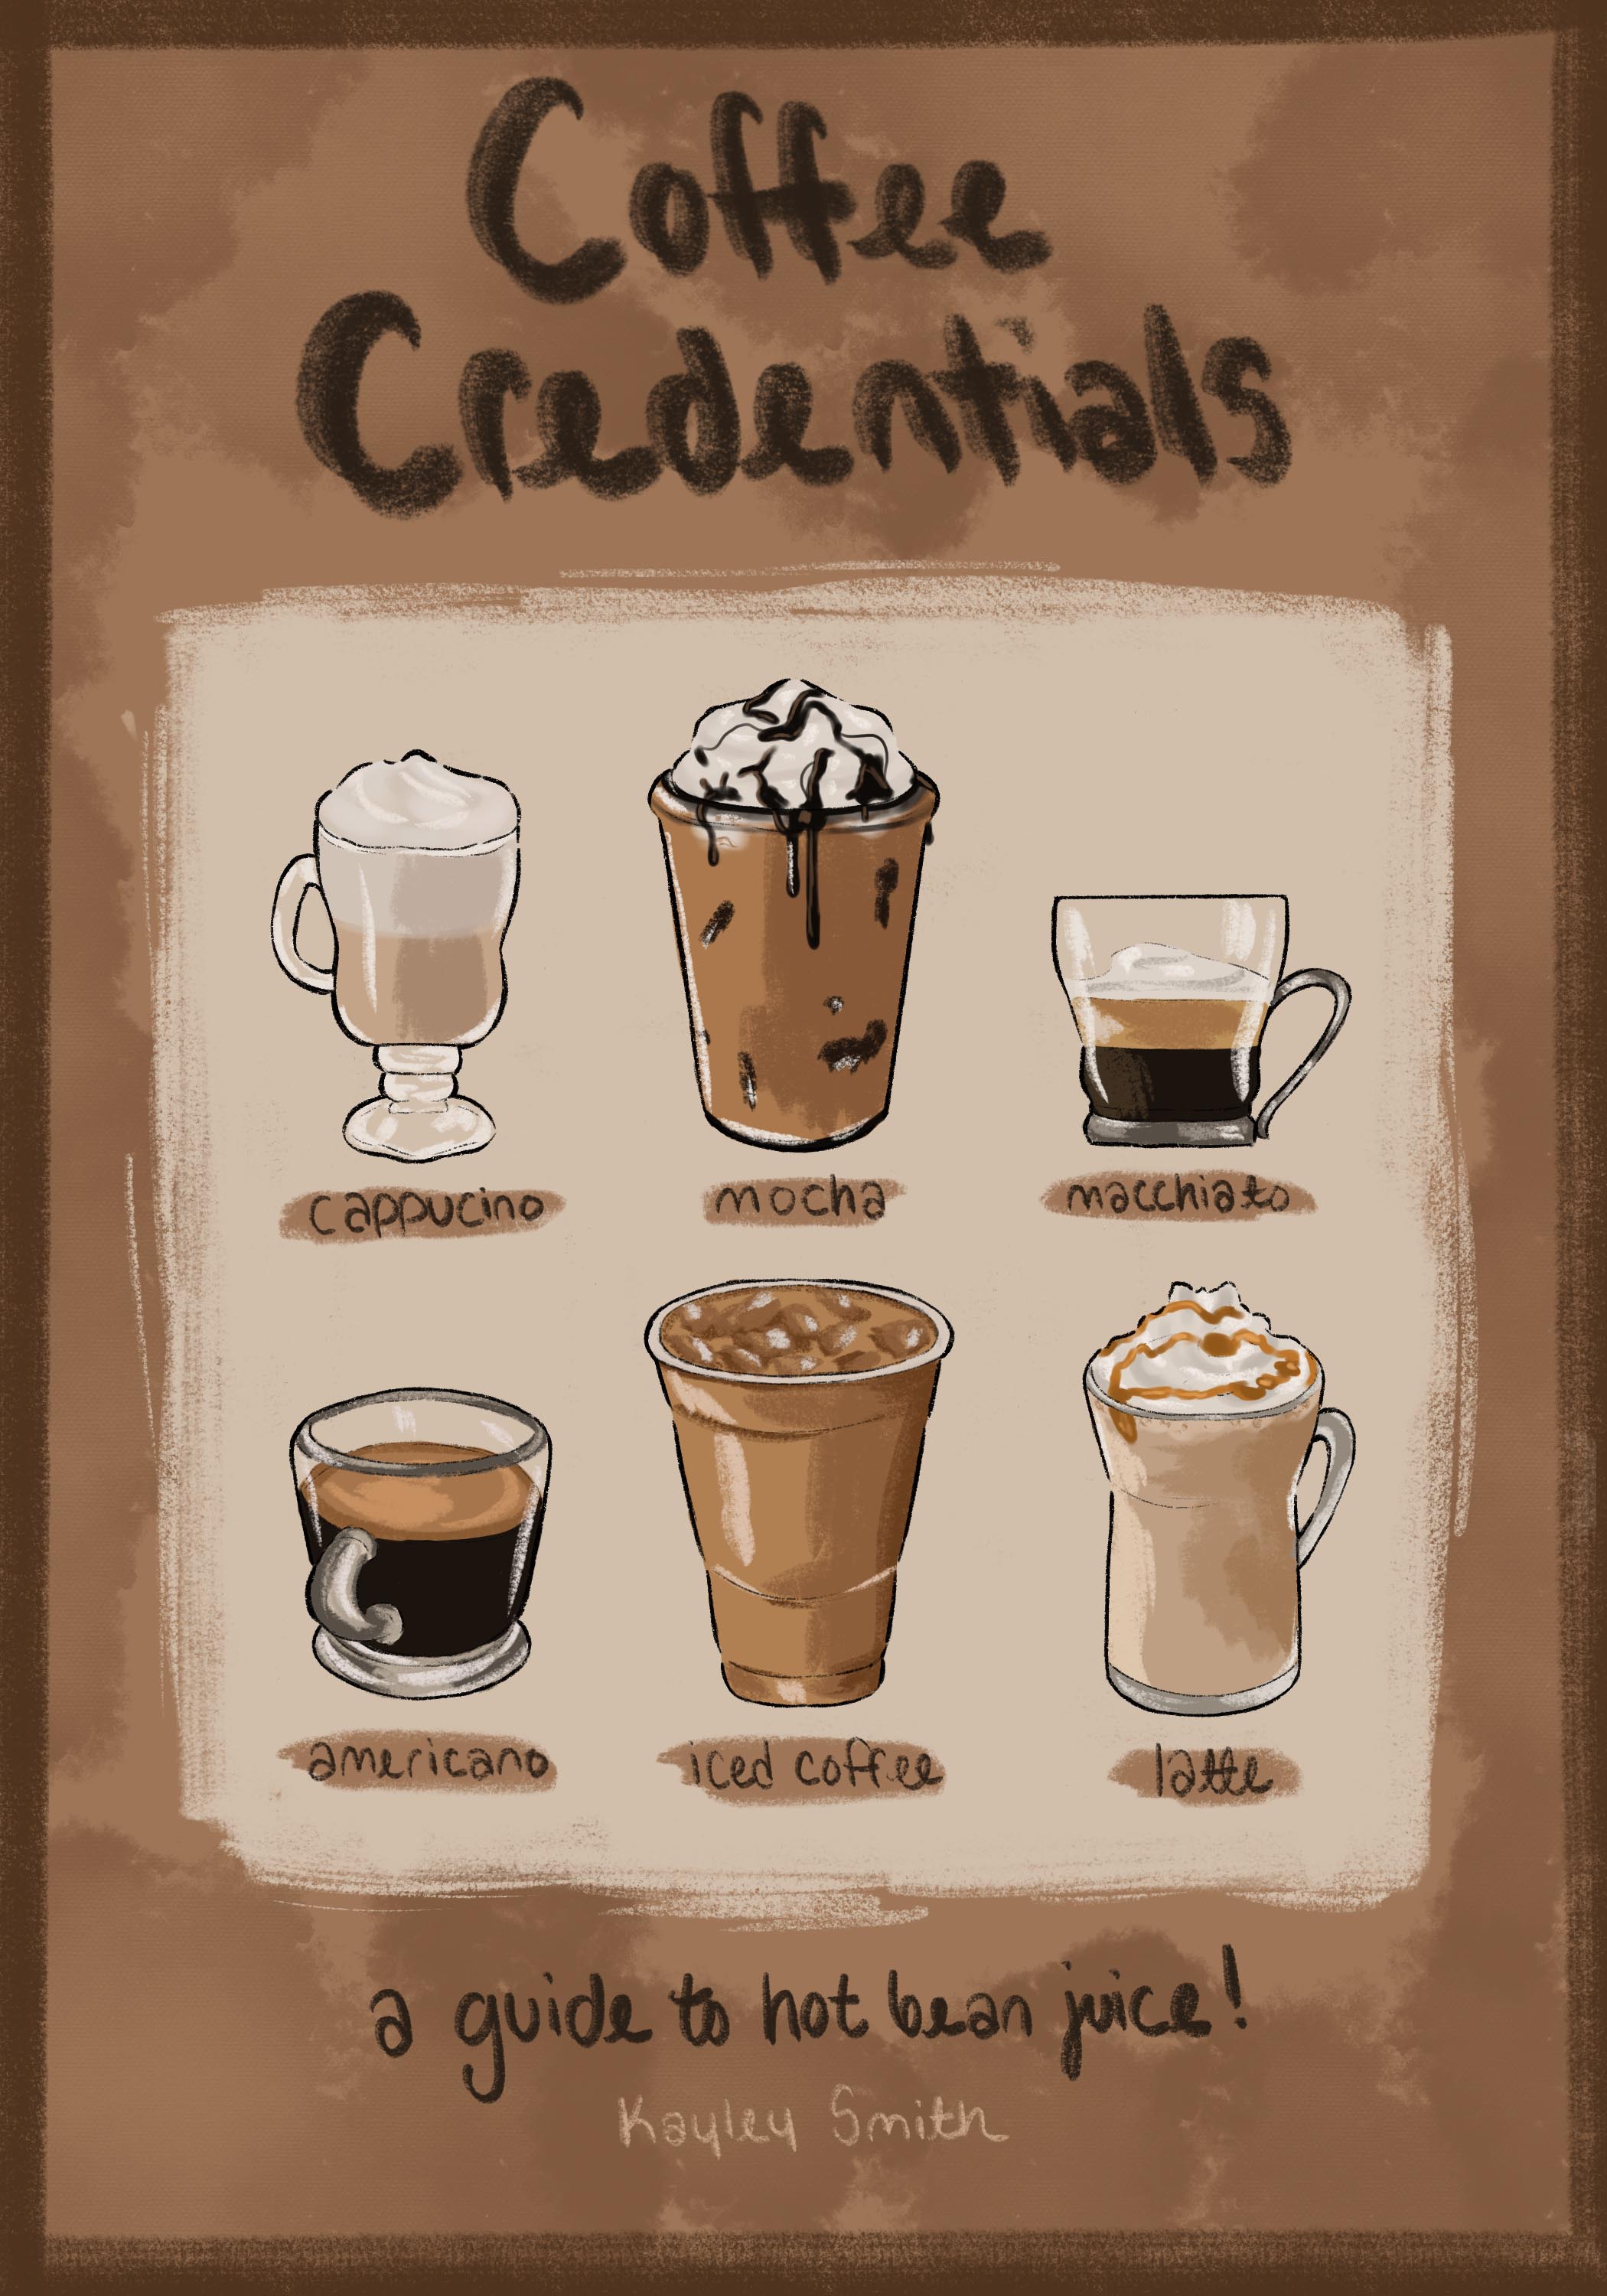 Coffee
Credentials
cappucino
mocha
macchiato
americano
iced coffee
latte
a guide to hot bean juice!
Kayley Smith